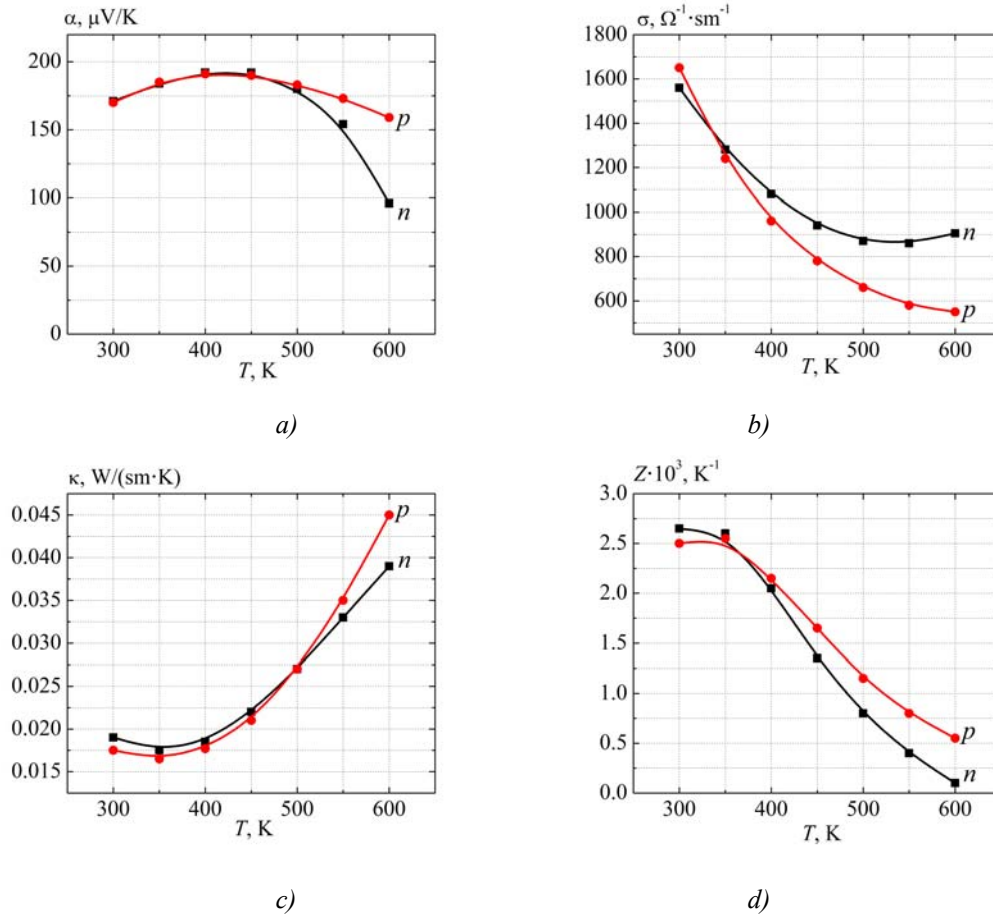 α, μV/K
200
150
100
50
0
300 400 500 600
T, K
p
n
a)
σ, Ω⁻¹·sm⁻¹
1800
1600
1400
1200
1000
800
600
300 400 500 600
T, K
n
p
b)
κ, W/(sm·K)
0.045
0.040
0.035
0.030
0.025
0.020
0.015
300 400 500 600
T, K
p
n
c)
Z·10³, K⁻¹
3.0
2.5
2.0
1.5
1.0
0.5
0.0
300 400 500 600
T, K
p
n
d)